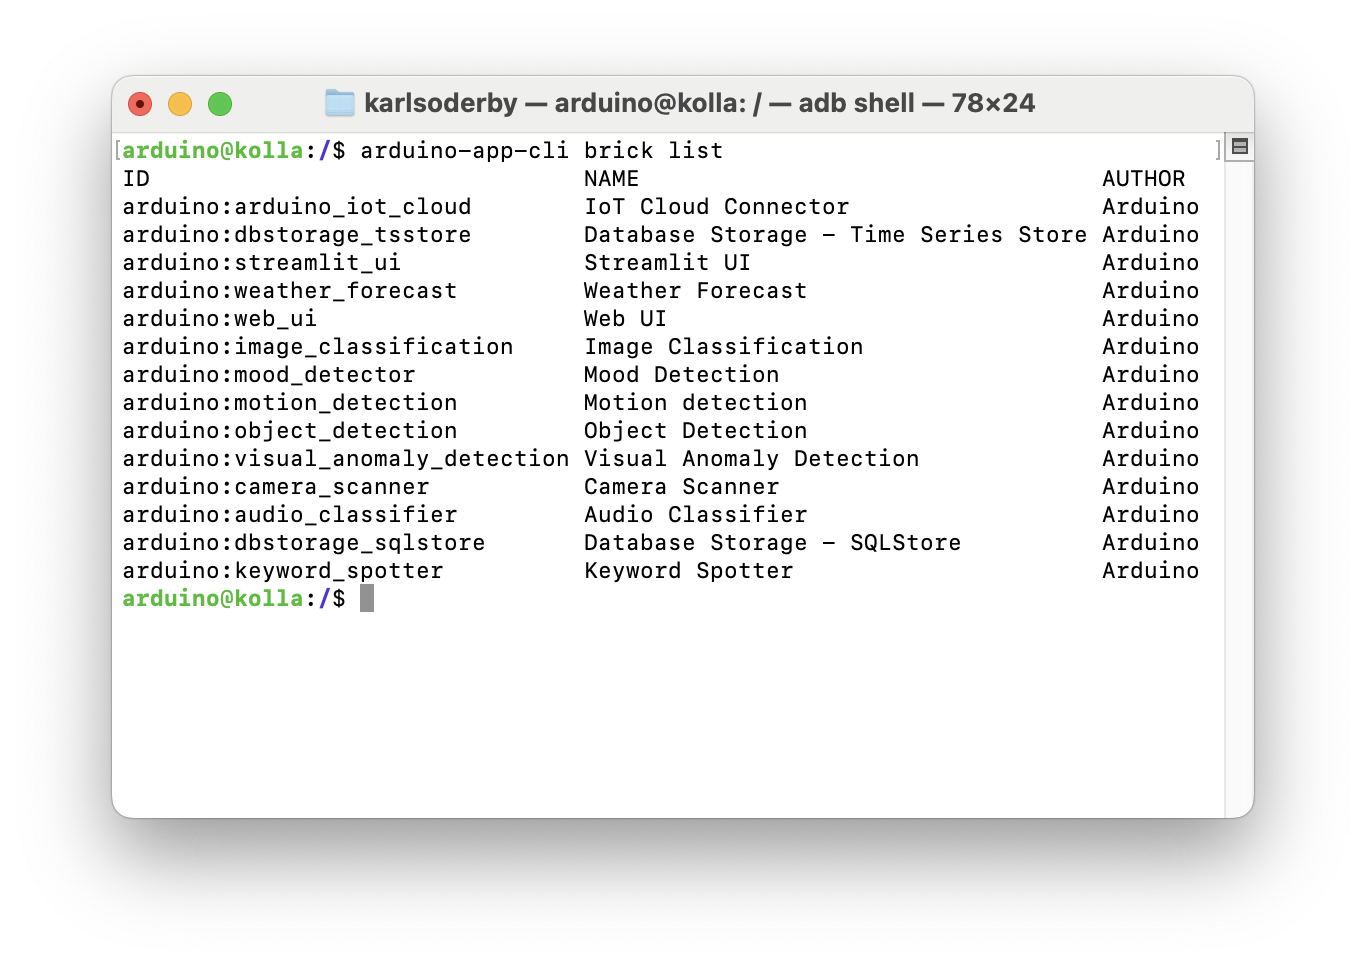 karlsoderby — arduino@kolla: / — adb shell — 78×24
[arduino@kolla:/$ arduino-app-cli brick list ]
ID NAME AUTHOR
arduino:arduino_iot_cloud IoT Cloud Connector Arduino
arduino:dbstorage_tsstore Database Storage - Time Series Store Arduino
arduino:streamlit_ui Streamlit UI Arduino
arduino:weather_forecast Weather Forecast Arduino
arduino:web_ui Web UI Arduino
arduino:image_classification Image Classification Arduino
arduino:mood_detector Mood Detection Arduino
arduino:motion_detection Motion detection Arduino
arduino:object_detection Object Detection Arduino
arduino:visual_anomaly_detection Visual Anomaly Detection Arduino
arduino:camera_scanner Camera Scanner Arduino
arduino:audio_classifier Audio Classifier Arduino
arduino:dbstorage_sqlstore Database Storage - SQLStore Arduino
arduino:keyword_spotter Keyword Spotter Arduino
arduino@kolla:/$